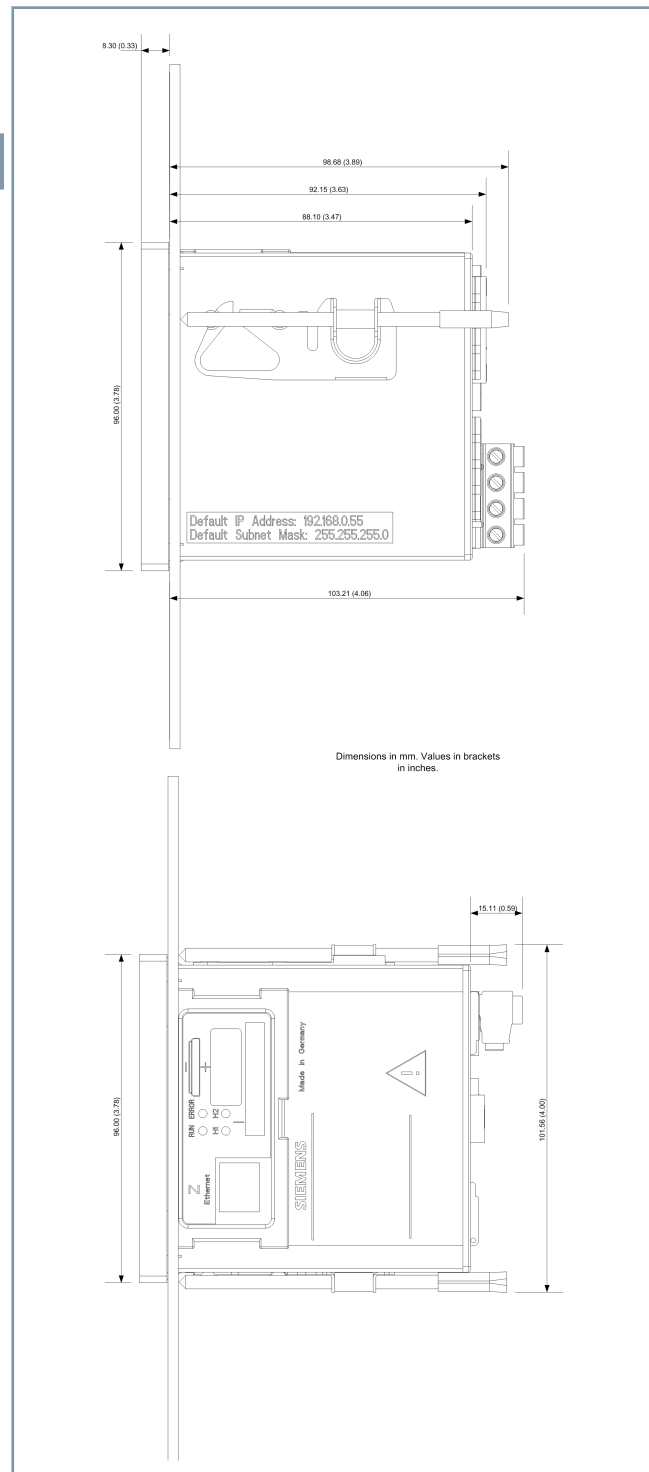 8.30 (0.33)
98.68 (3.89)
92.15 (3.63)
88.10 (3.47)
96.00 (3.78)
Default IP Address: 192.168.0.55
Default Subnet Mask: 255.255.255.0
103.21 (4.06)
Dimensions in mm. Values in brackets
in inches.
15.11 (0.59)
96.00 (3.78)
RUN ERROR
H1 H2
Z
Ethernet
SIEMENS
Made in Germany
101.56 (4.00)